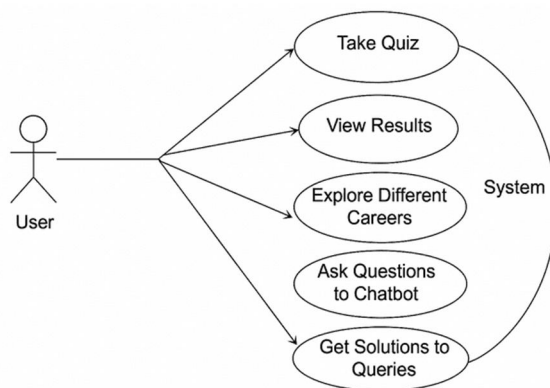 Take Quiz
View Results
Explore Different
Careers
System
User
Ask Questions
to Chatbot
Get Solutions to
Queries